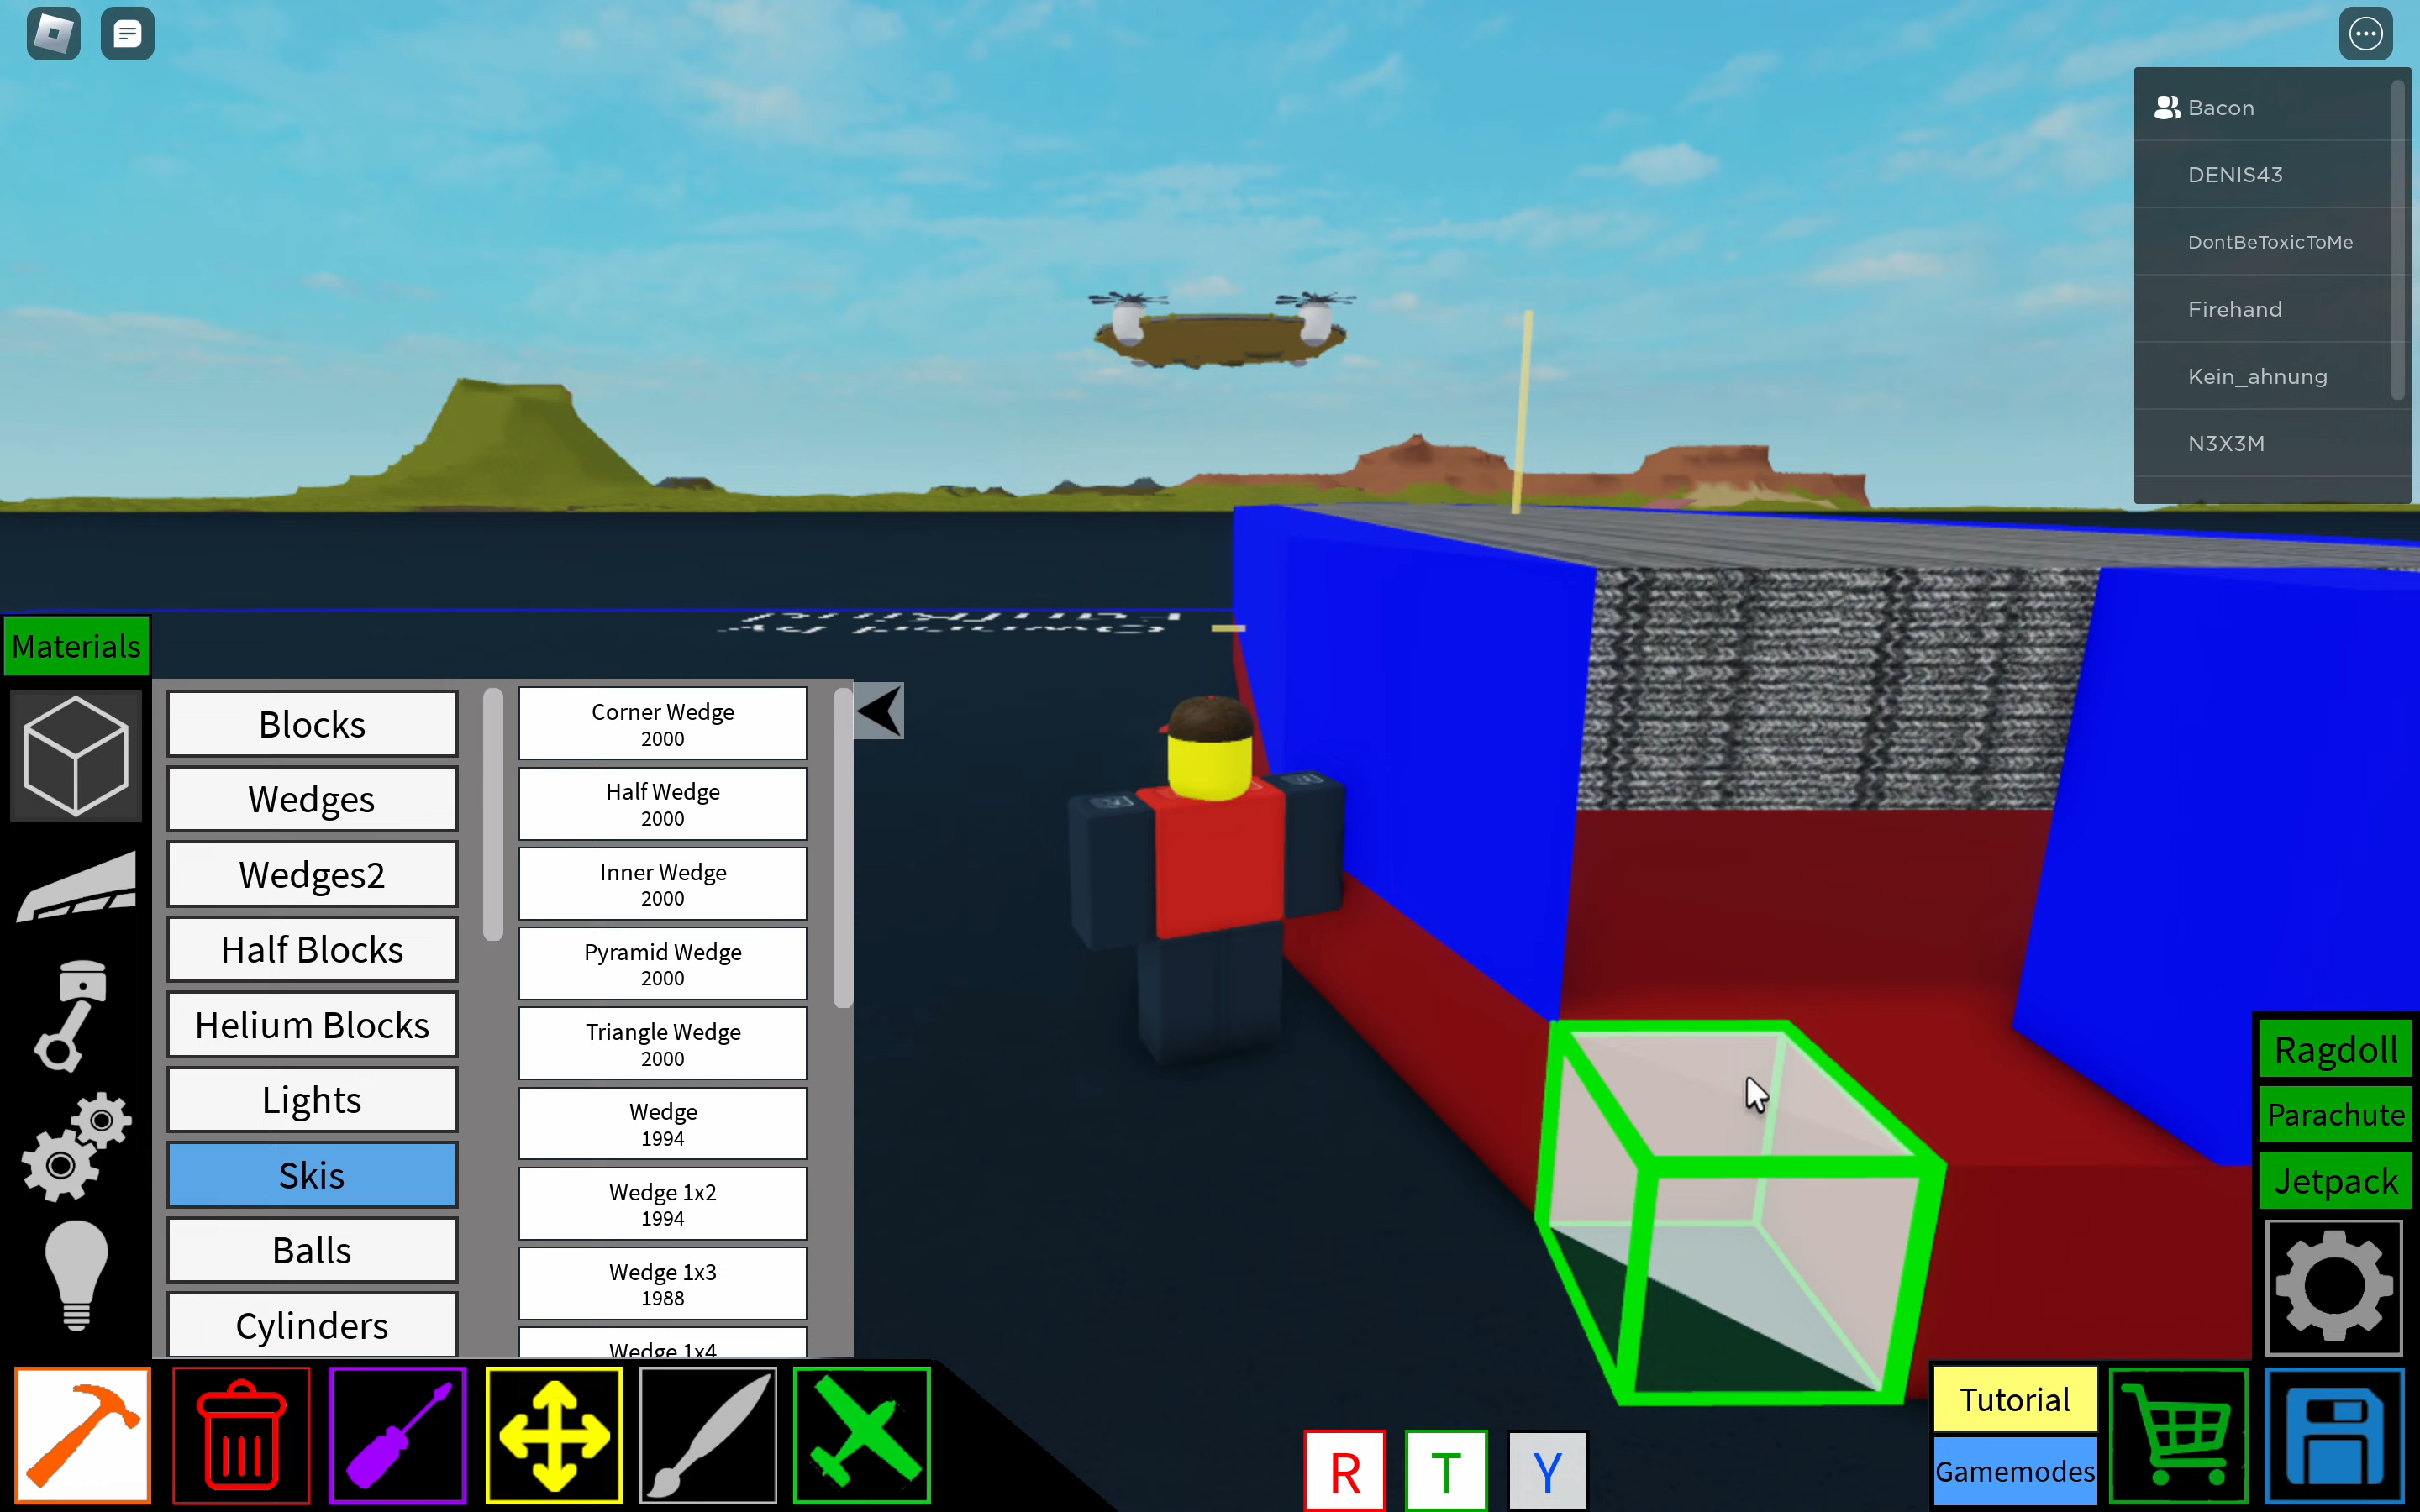 Bacon
DENIS43
DontBeToxicToMe
Firehand
Kein_ahnung
N3X3M
Materials
Blocks
Wedges
Wedges2
Half Blocks
Helium Blocks
Lights
Skis
Balls
Cylinders
Corner Wedge
2000
Half Wedge
2000
Inner Wedge
2000
Pyramid Wedge
2000
Triangle Wedge
2000
Wedge
1994
Wedge 1x2
1994
Wedge 1x3
1988
Wedge 1x4
Ragdoll
Parachute
Jetpack
Tutorial
Gamemodes
R T Y